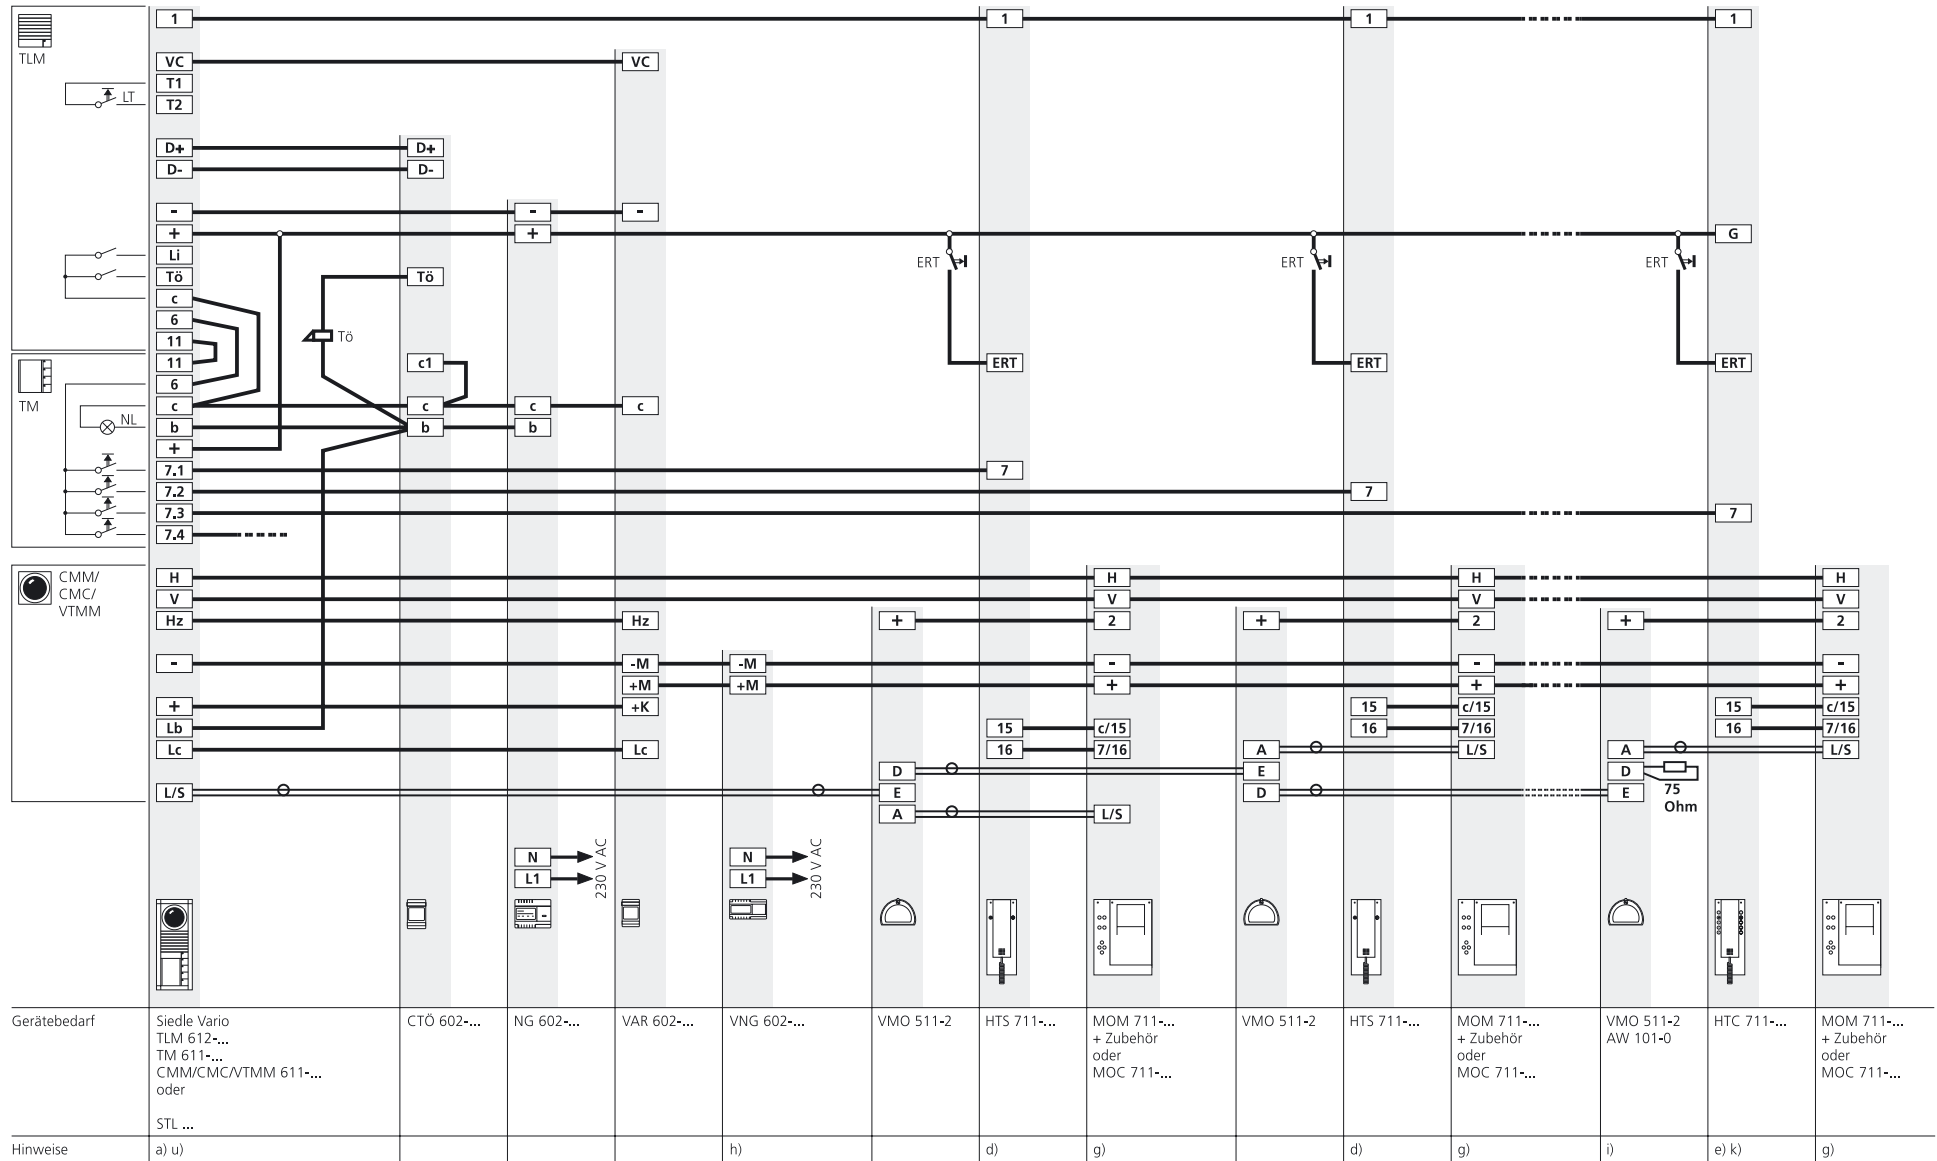 1 1 1 1
TLM
VC VC
T1
LT
T2
D+ D+
D- D-
- - -
+ + G
Li
ERT ERT ERT
Tö Tö
c
6
Tö
11
11 c1 ERT ERT ERT
6
TM
c c c c
NL
b b b
+
7.1 7
7.2 7
7.3 7
7.4
CMM/
CMC/
VTMM
H H H H
V V V V
Hz Hz + 2 + 2 + 2
- -M -M - - -
+M +M + + +
+ +K 15 c/15 15 c/15
Lb 15 c/15 16 7/16 16 7/16
Lc Lc 16 7/16 A L/S A L/S
D E D
L/S E D E
75
Ohm
A L/S
N N
L1 L1
230 V AC 230 V AC
Gerätebedarf
Siedle Vario
TLM 612-...
TM 611-...
CMM/CMC/VTMM 611-...
oder
STL ...
CTÖ 602-...
NG 602-...
VAR 602-...
VNG 602-...
VMO 511-2
HTS 711-...
MOM 711-...
+ Zubehör
oder
MOC 711-...
VMO 511-2
HTS 711-...
MOM 711-...
+ Zubehör
oder
MOC 711-...
VMO 511-2
AW 101-0
HTC 711-...
MOM 711-...
+ Zubehör
oder
MOC 711-...
Hinweise a) u) h) d) g) d) g) i) e) k) g)